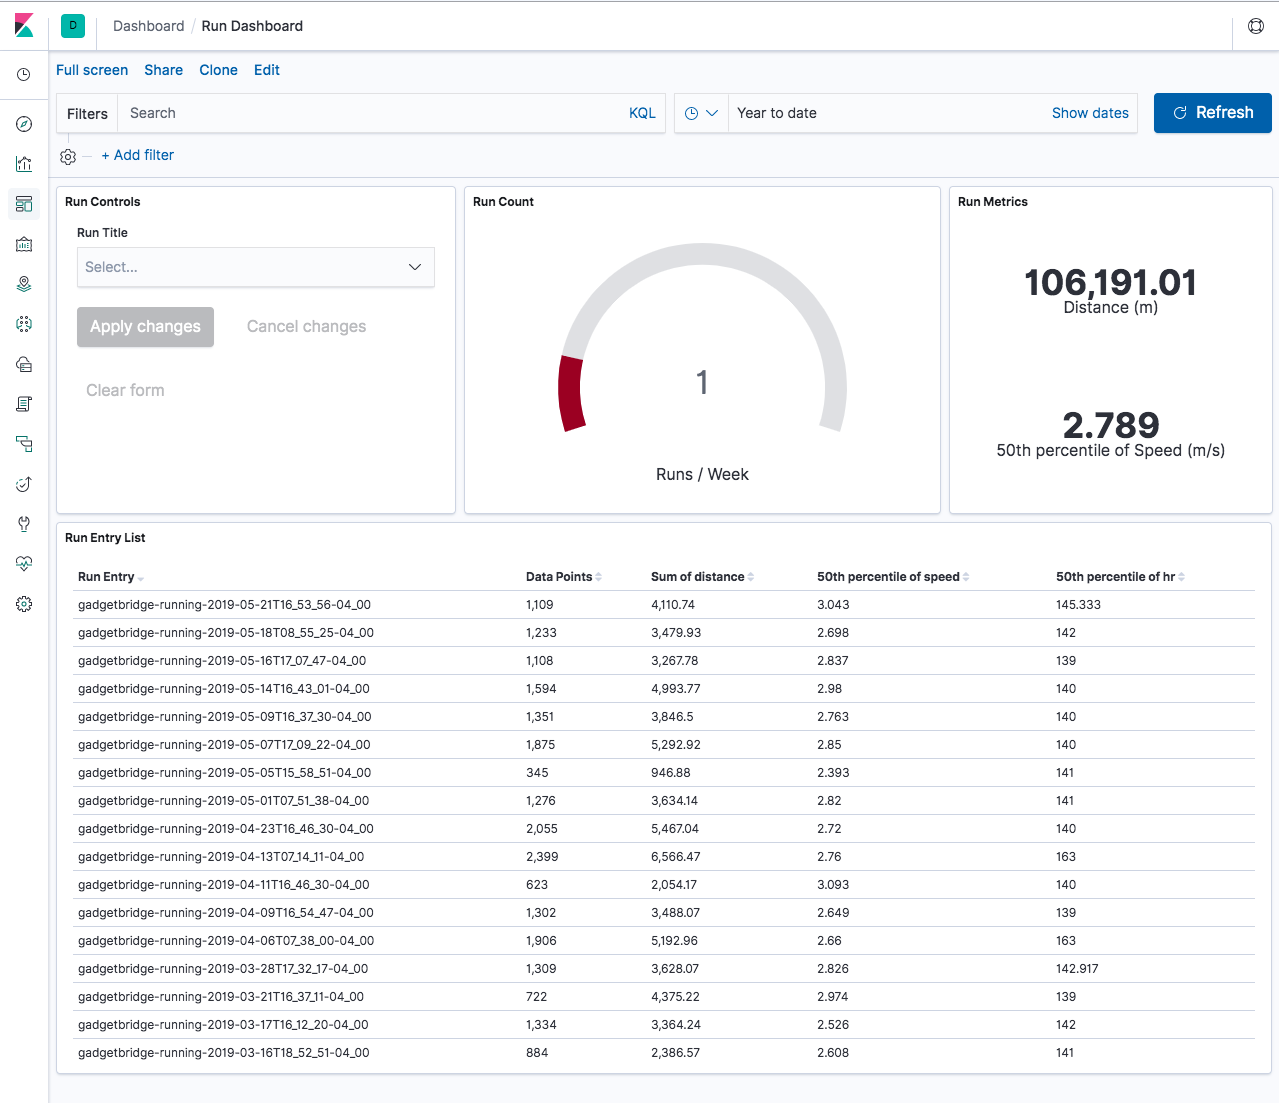 D Dashboard / Run Dashboard
Full screen Share Clone Edit
Filters Search KQL Year to date Show dates Refresh
+ Add filter
Run Controls
Run Title
Select...
Apply changes Cancel changes
Clear form
Run Count
1
Runs / Week
Run Metrics
106,191.01
Distance (m)
2.789
50th percentile of Speed (m/s)
Run Entry List
Run Entry Data Points Sum of distance 50th percentile of speed 50th percentile of hr
gadgetbridge-running-2019-05-21T16_53_56-04_00 1,109 4,110.74 3.043 145.333
gadgetbridge-running-2019-05-18T08_55_25-04_00 1,233 3,479.93 2.698 142
gadgetbridge-running-2019-05-16T17_07_47-04_00 1,108 3,267.78 2.837 139
gadgetbridge-running-2019-05-14T16_43_01-04_00 1,594 4,993.77 2.98 140
gadgetbridge-running-2019-05-09T16_37_30-04_00 1,351 3,846.5 2.763 140
gadgetbridge-running-2019-05-07T17_09_22-04_00 1,875 5,292.92 2.85 140
gadgetbridge-running-2019-05-05T15_58_51-04_00 345 946.88 2.393 141
gadgetbridge-running-2019-05-01T07_51_38-04_00 1,276 3,634.14 2.82 141
gadgetbridge-running-2019-04-23T16_46_30-04_00 2,055 5,467.04 2.72 140
gadgetbridge-running-2019-04-13T07_14_11-04_00 2,399 6,566.47 2.76 163
gadgetbridge-running-2019-04-11T16_46_30-04_00 623 2,054.17 3.093 140
gadgetbridge-running-2019-04-09T16_54_47-04_00 1,302 3,488.07 2.649 139
gadgetbridge-running-2019-04-06T07_38_00-04_00 1,906 5,192.96 2.66 163
gadgetbridge-running-2019-03-28T17_32_17-04_00 1,309 3,628.07 2.826 142.917
gadgetbridge-running-2019-03-21T16_37_11-04_00 722 4,375.22 2.974 139
gadgetbridge-running-2019-03-17T16_12_20-04_00 1,334 3,364.24 2.526 142
gadgetbridge-running-2019-03-16T18_52_51-04_00 884 2,386.57 2.608 141